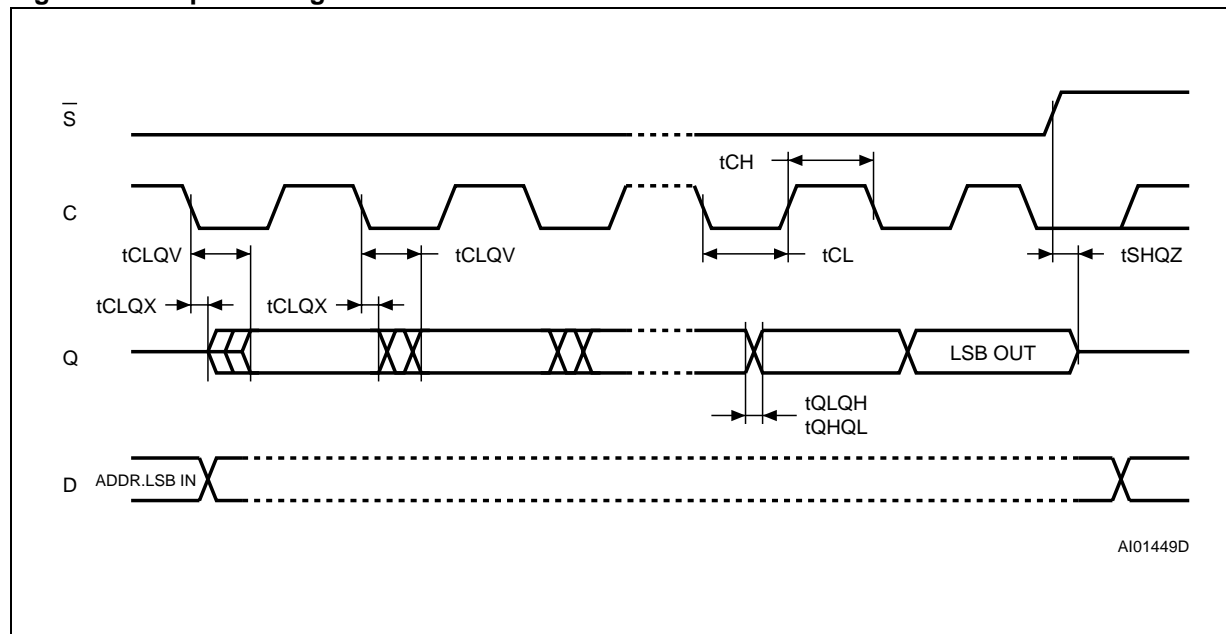 S
tCH
C
tCLQV
tCLQV
tCL
tSHQZ
tCLQX
tCLQX
Q
LSB OUT
tQLQH
tQHQL
D
ADDR.LSB IN
AI01449D